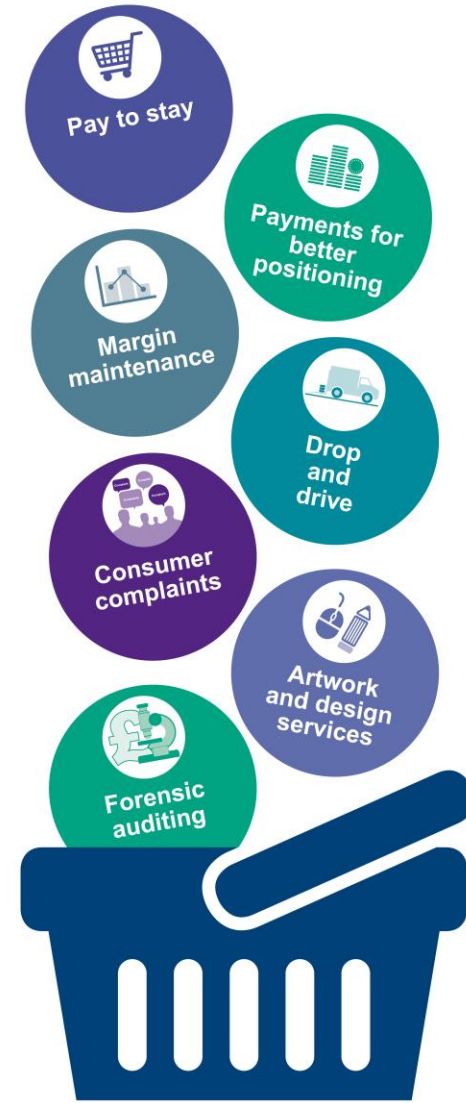 Pay to stay
Payments for
better
positioning
Margin
maintenance
Drop
and
drive
Consumer
complaints
Artwork
and design
services
Forensic
auditing